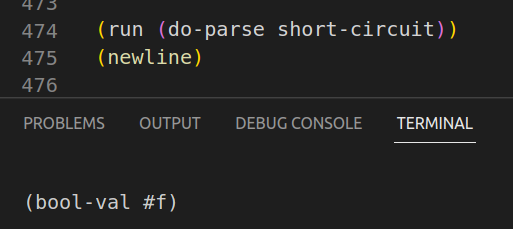 473
474 (run (do-parse short-circuit))
475 (newline)
476
PROBLEMS OUTPUT DEBUG CONSOLE TERMINAL
(bool-val #f)